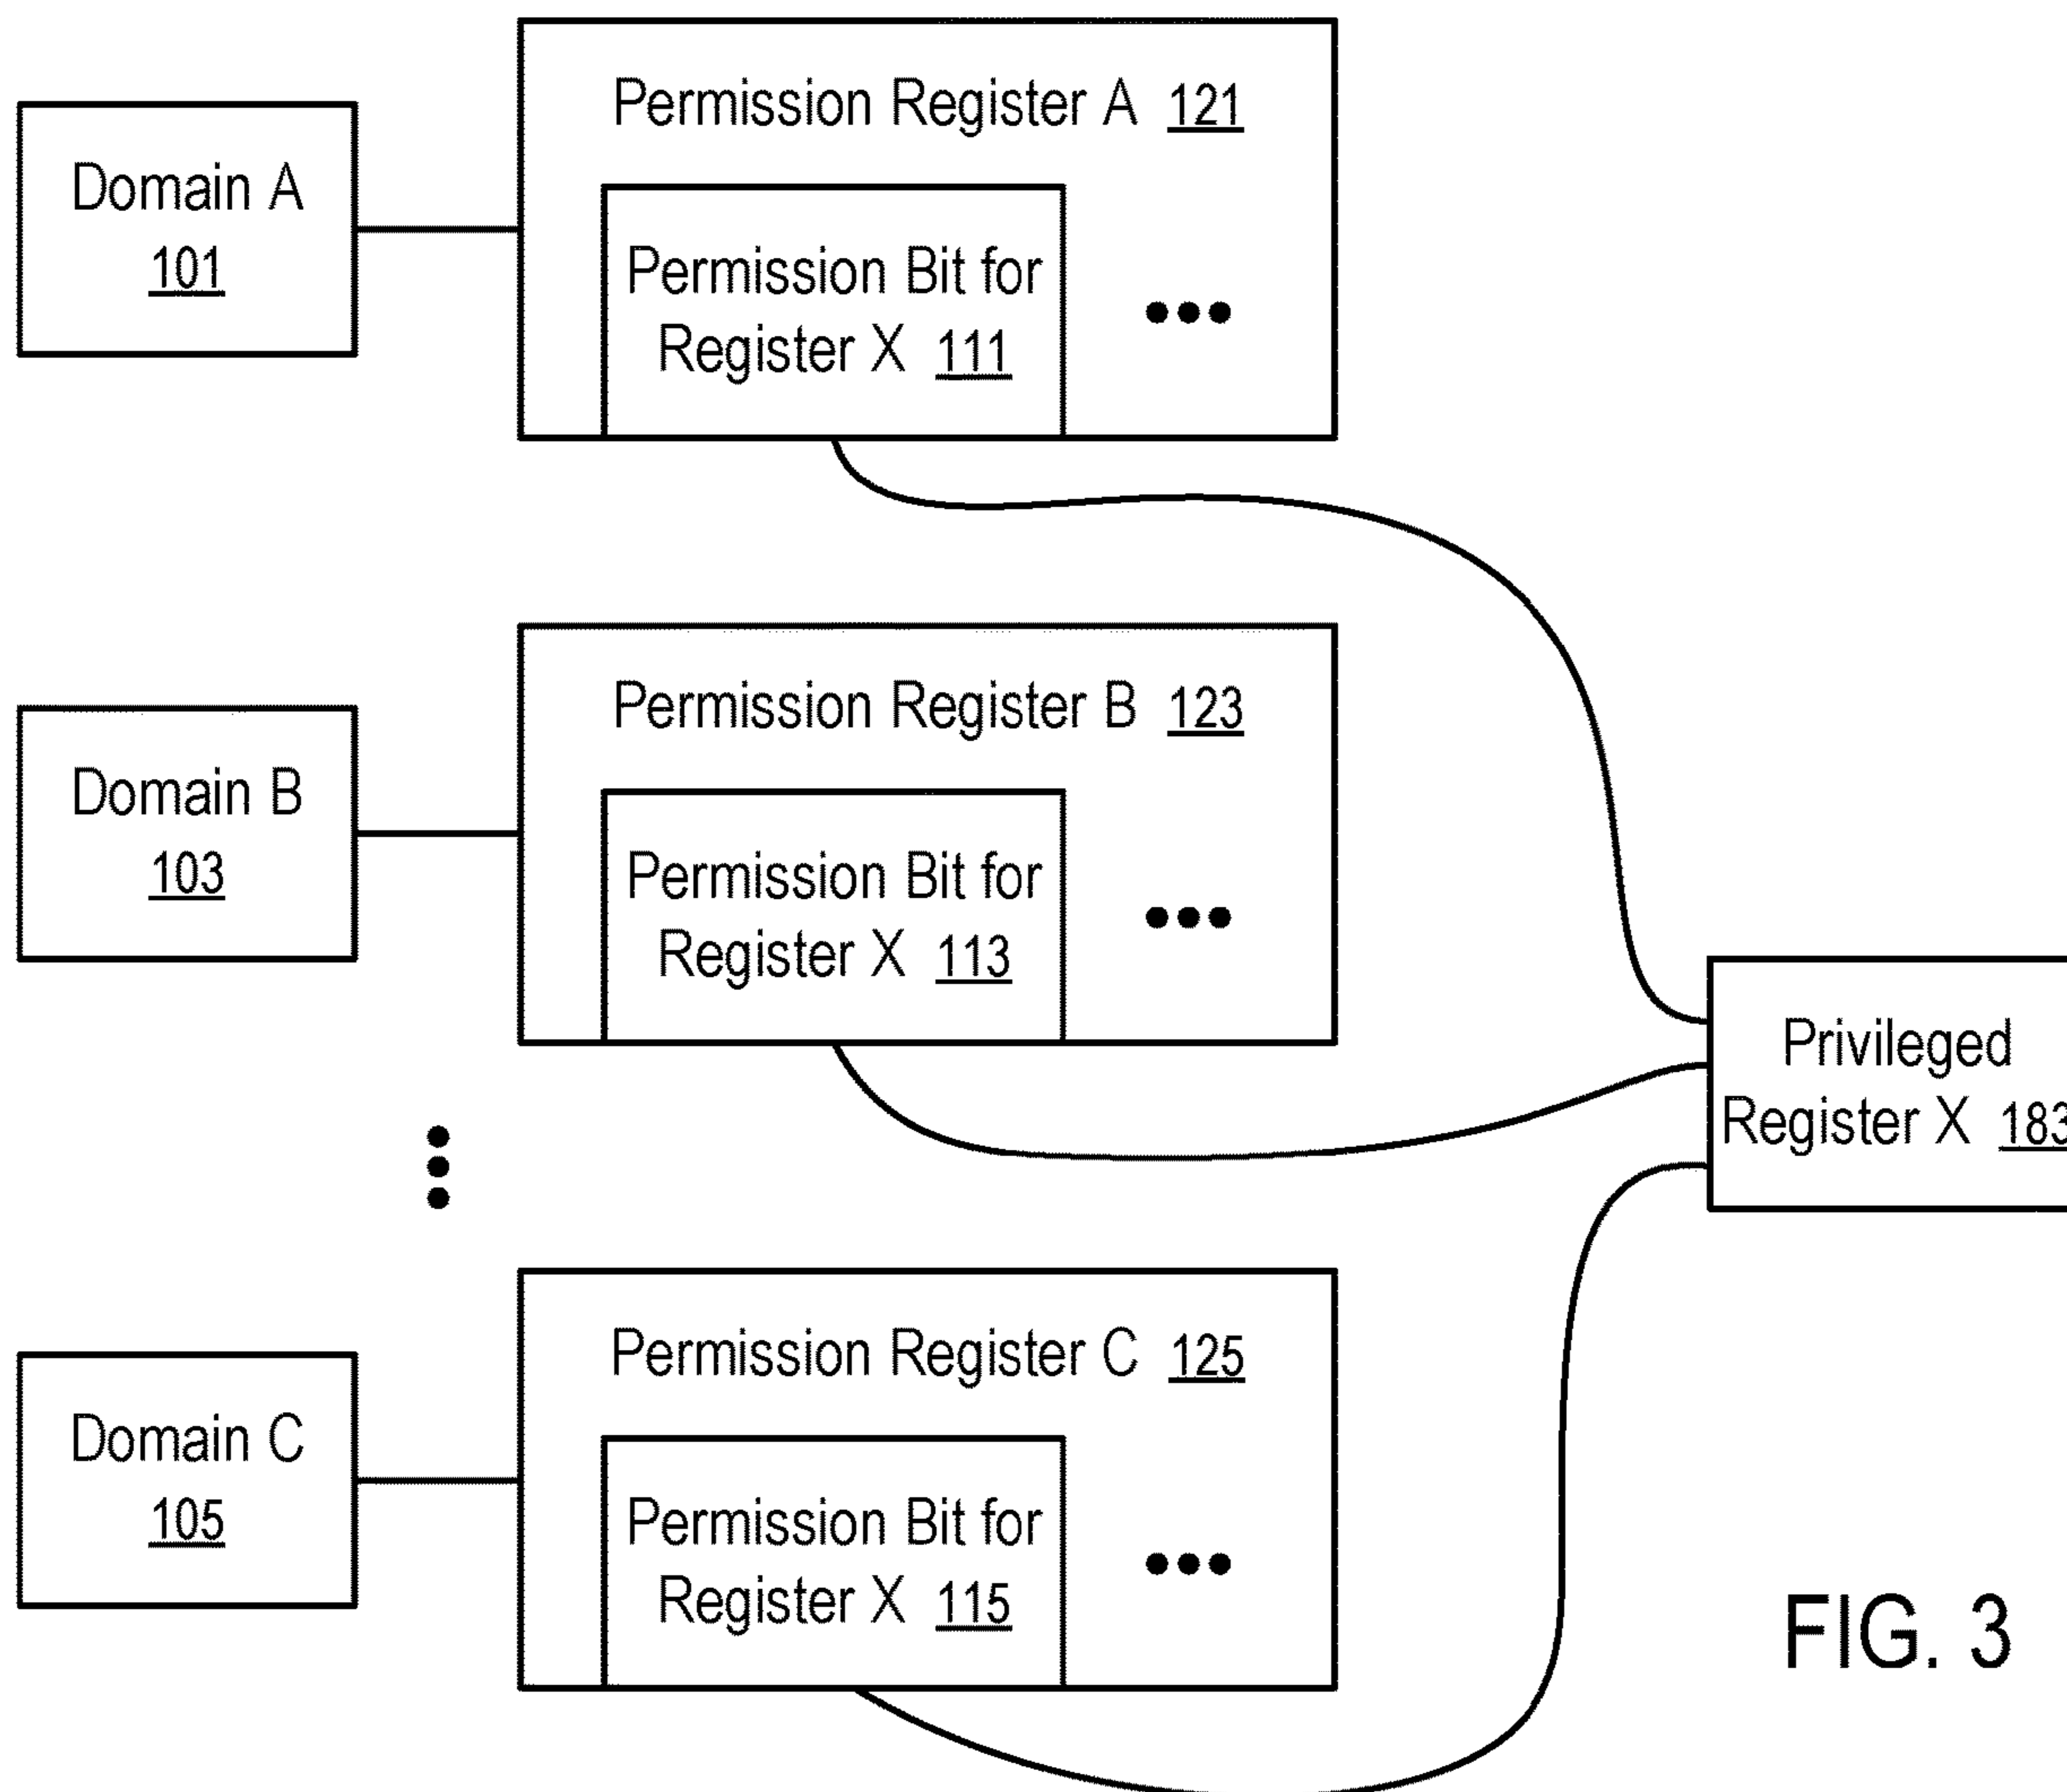 Permission Register A 121
Domain A
101
Permission Bit for
Register X 111
Permission Register B 123
Domain B
103
Permission Bit for
Register X 113
Privileged
Register X 183
Permission Register C 125
Domain C
105
Permission Bit for
Register X 115
FIG. 3